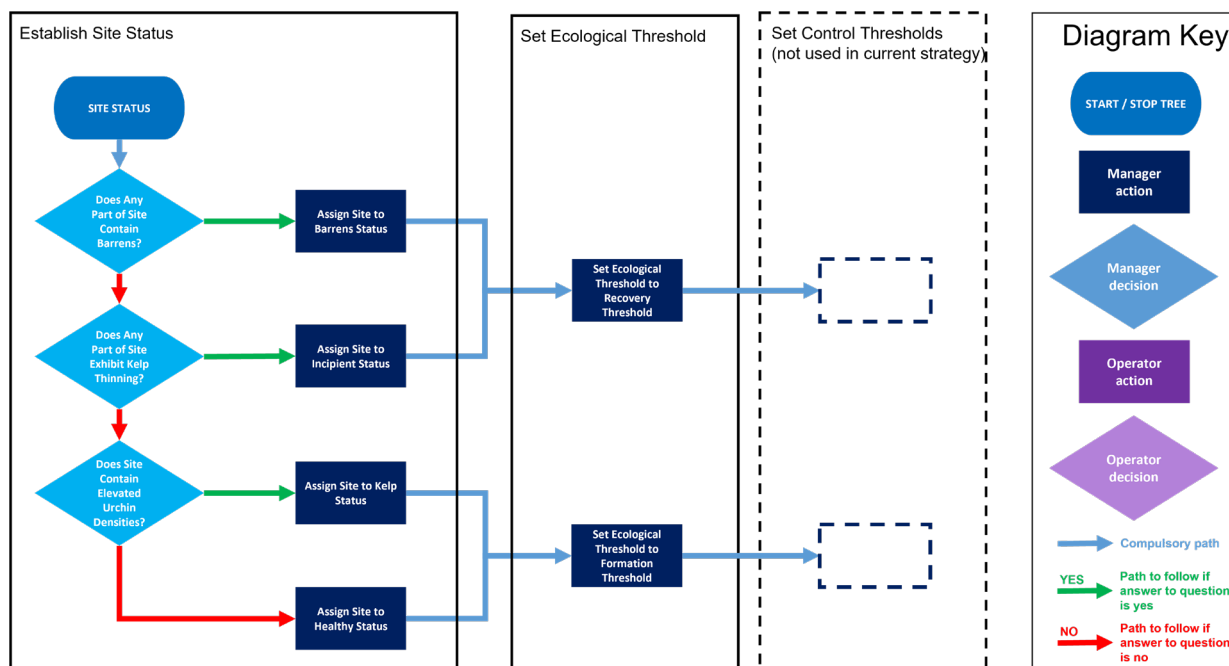 Establish Site Status
SITE STATUS
Does Any
Part of Site
Contain
Barrens?
Assign Site to
Barrens Status
Does Any
Part of Site
Exhibit Kelp
Thinning?
Assign Site to
Incipient Status
Does Site
Contain
Elevated
Urchin
Densities?
Assign Site to Kelp
Status
Assign Site to
Healthy Status
Set Ecological Threshold
Set Ecological
Threshold to
Recovery
Threshold
Set Ecological
Threshold to
Formation
Threshold
Set Control Thresholds
(not used in current strategy)
Diagram Key
START / STOP TREE
Manager
action
Manager
decision
Operator
action
Operator
decision
Compulsory path
YES
Path to follow if
answer to question
is yes
NO
Path to follow if
answer to question
is no